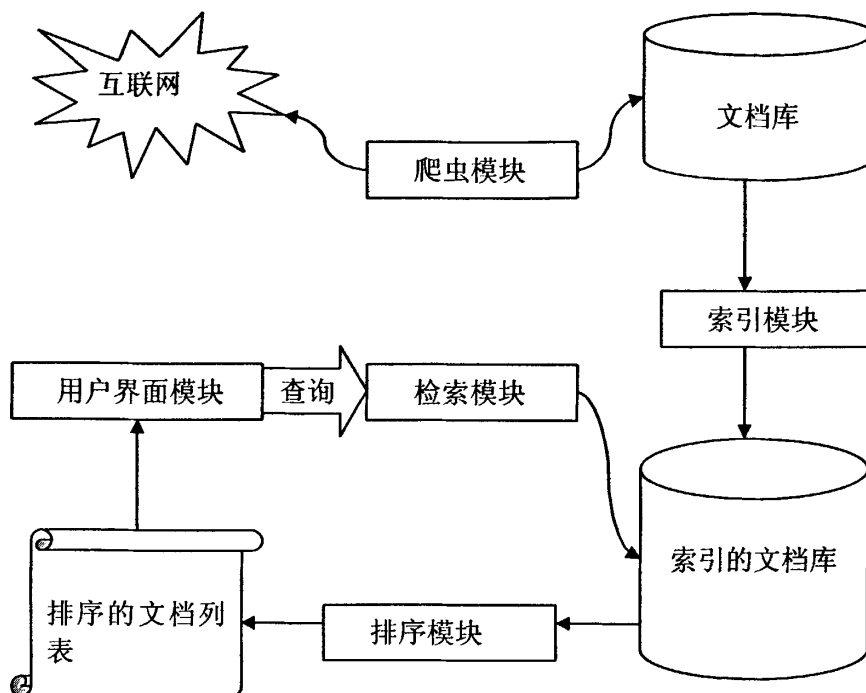 互联网
文档库
爬虫模块
索引模块
用户界面模块
查询
检索模块
索引的文档库
排序的文档列
表
排序模块